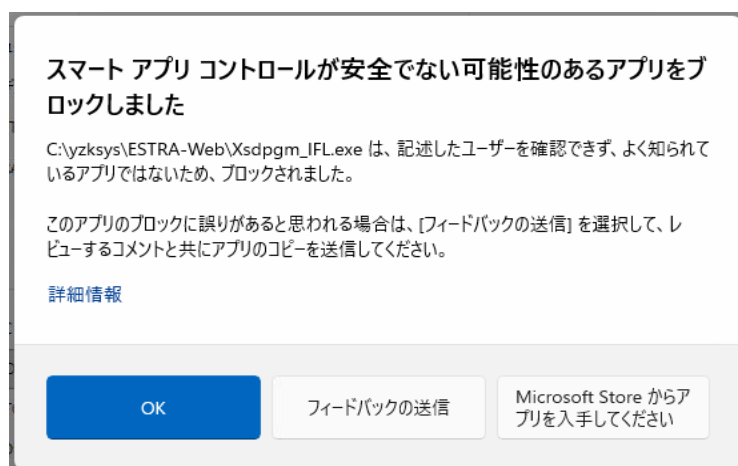 スマート アプリ コントロールが安全でない可能性のあるアプリをブ
ロックしました
C:\yzksys\ESTRA-Web\Xsdpgm_IFL.exe は、記述したユーザーを確認できず、よく知られて
いるアプリではないため、ブロックされました。
このアプリのブロックに誤りがあると思われる場合は、[フィードバックの送信] を選択して、レ
ビューするコメントと共にアプリのコピーを送信してください。
詳細情報
OK
フィードバックの送信
Microsoft Store からア
プリを入手してください